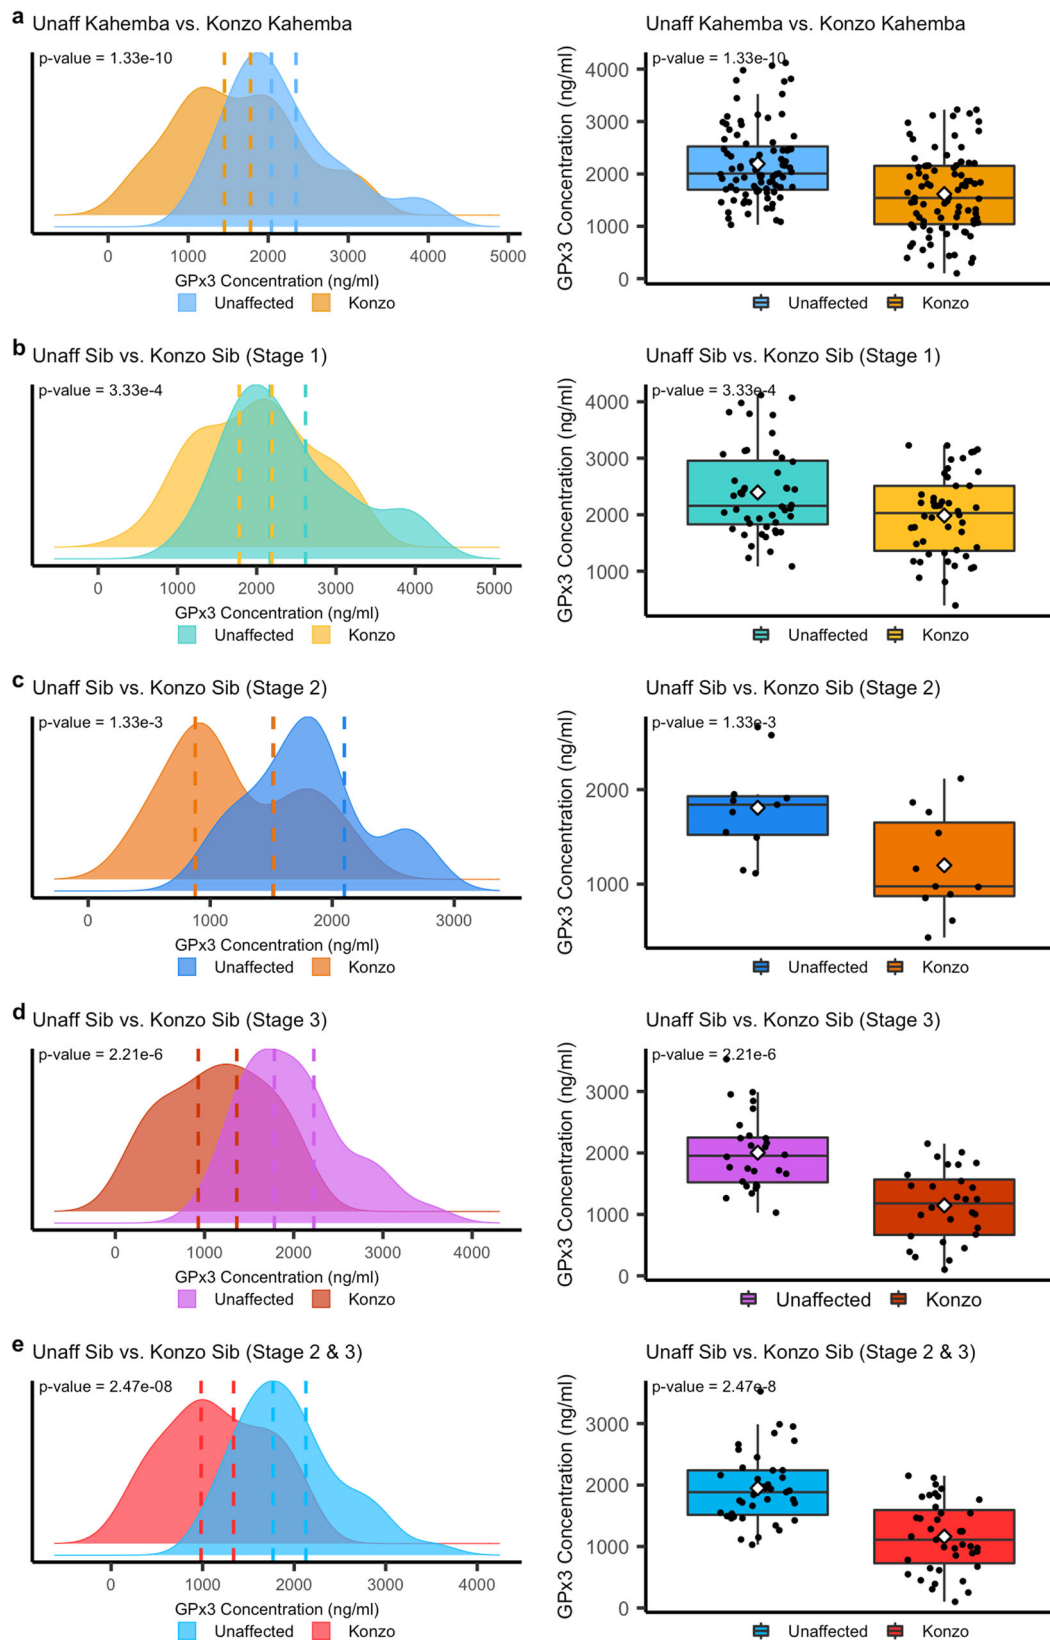 a
Unaff Kahemba vs. Konzo Kahemba
p-value = 1.33e-10
0 1000 2000 3000 4000 5000
GPx3 Concentration (ng/ml)
Unaffected Konzo
Unaff Kahemba vs. Konzo Kahemba
p-value = 1.33e-10
GPx3 Concentration (ng/ml)
4000
3000
2000
1000
0
Unaffected Konzo
b
Unaff Sib vs. Konzo Sib (Stage 1)
p-value = 3.33e-4
0 1000 2000 3000 4000 5000
GPx3 Concentration (ng/ml)
Unaffected Konzo
Unaff Sib vs. Konzo Sib (Stage 1)
p-value = 3.33e-4
GPx3 Concentration (ng/ml)
4000
3000
2000
1000
Unaffected Konzo
c
Unaff Sib vs. Konzo Sib (Stage 2)
p-value = 1.33e-3
0 1000 2000 3000
GPx3 Concentration (ng/ml)
Unaffected Konzo
Unaff Sib vs. Konzo Sib (Stage 2)
p-value = 1.33e-3
GPx3 Concentration (ng/ml)
2000
1000
Unaffected Konzo
d
Unaff Sib vs. Konzo Sib (Stage 3)
p-value = 2.21e-6
0 1000 2000 3000 4000
GPx3 Concentration (ng/ml)
Unaffected Konzo
Unaff Sib vs. Konzo Sib (Stage 3)
p-value = 2.21e-6
GPx3 Concentration (ng/ml)
3000
2000
1000
0
Unaffected Konzo
e
Unaff Sib vs. Konzo Sib (Stage 2 & 3)
p-value = 2.47e-08
0 1000 2000 3000 4000
GPx3 Concentration (ng/ml)
Unaffected Konzo
Unaff Sib vs. Konzo Sib (Stage 2 & 3)
p-value = 2.47e-8
GPx3 Concentration (ng/ml)
3000
2000
1000
0
Unaffected Konzo